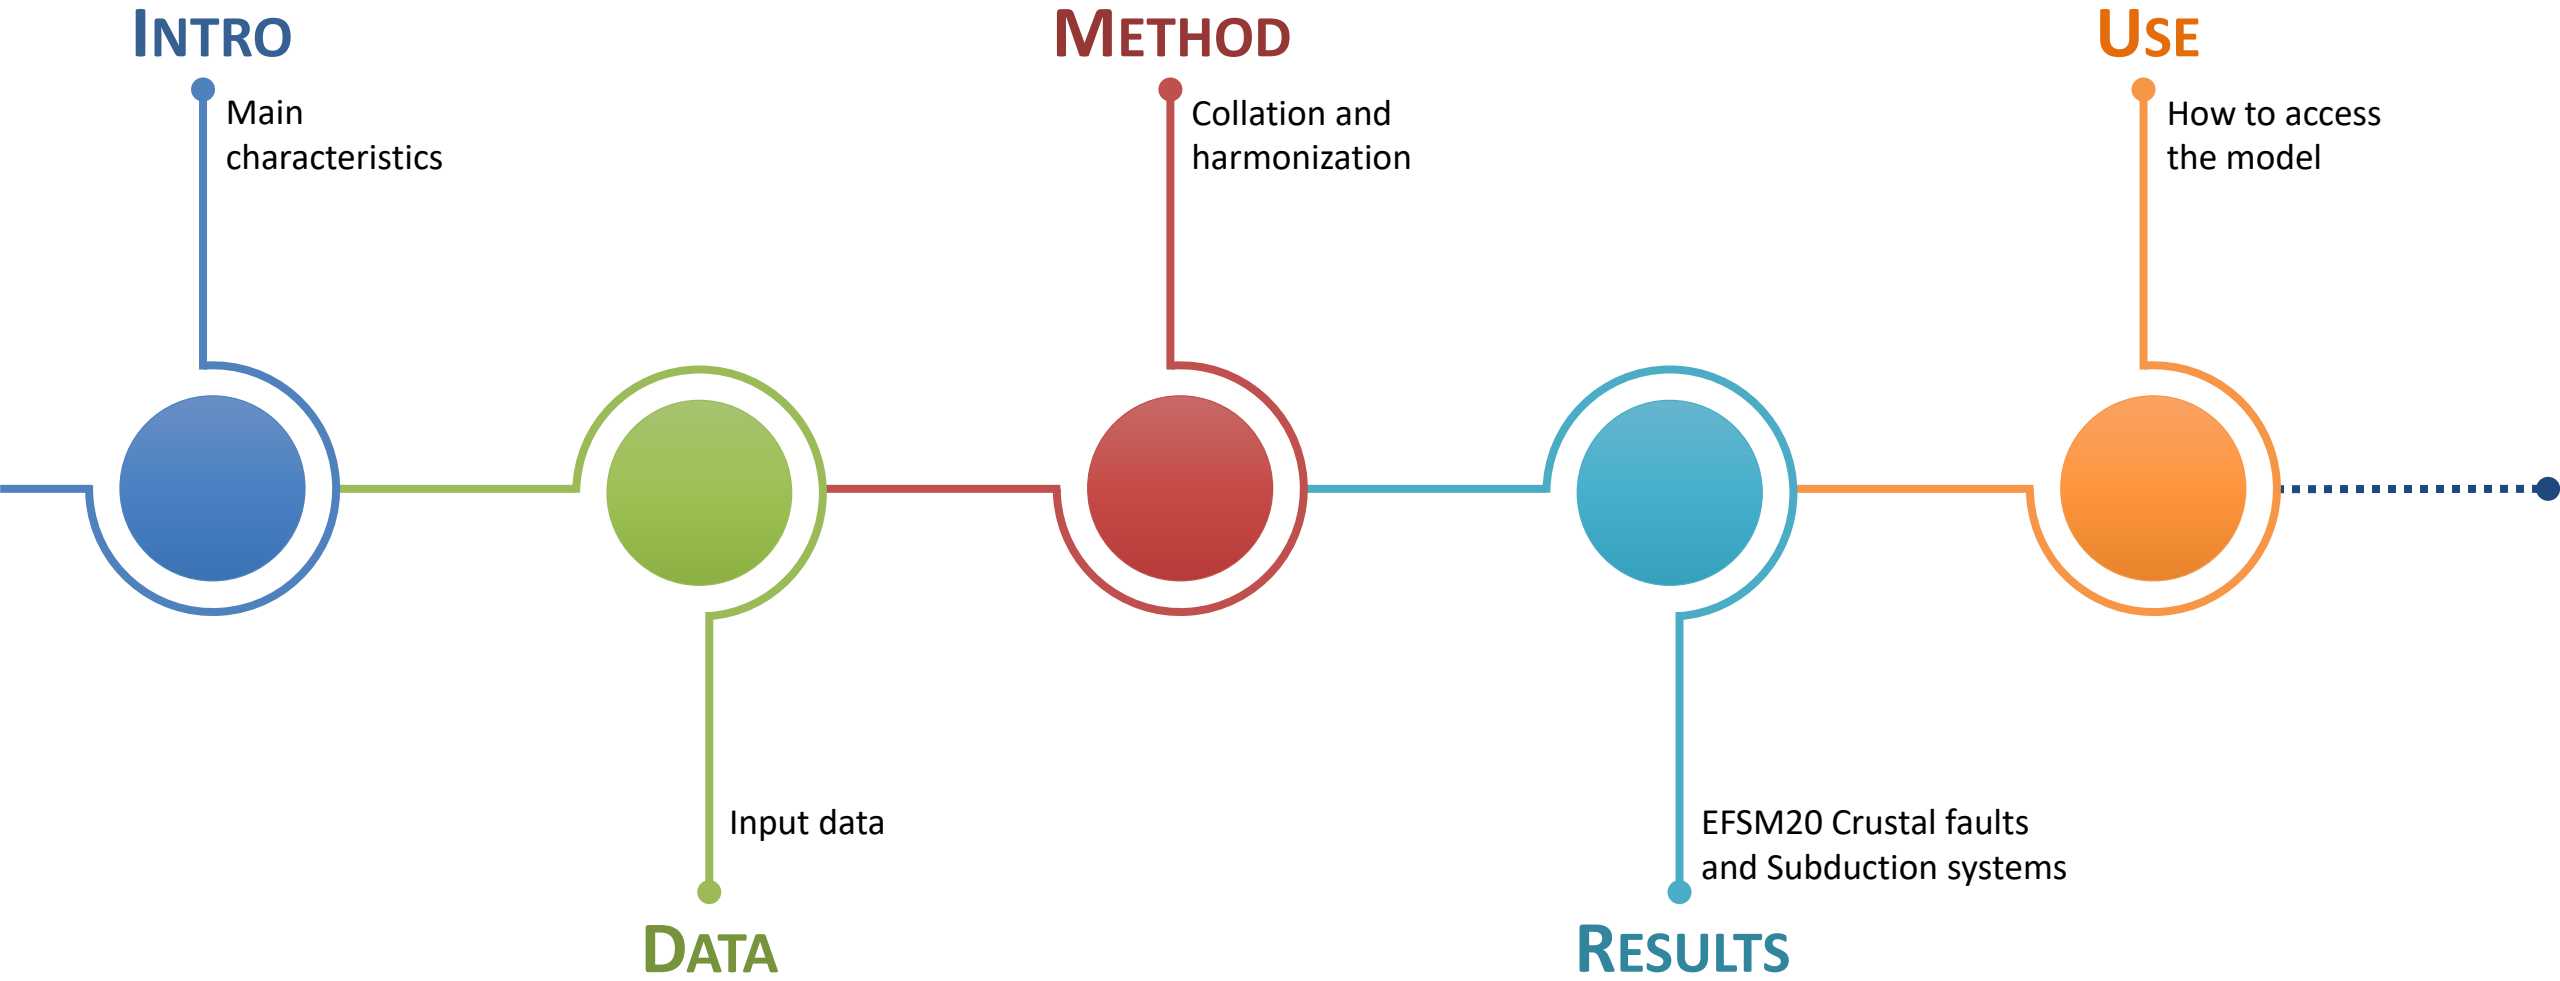 INTRO
Main
characteristics
Input data
DATA
METHOD
Collation and
harmonization
EFSM20 Crustal faults
and Subduction systems
RESULTS
USE
How to access
the model